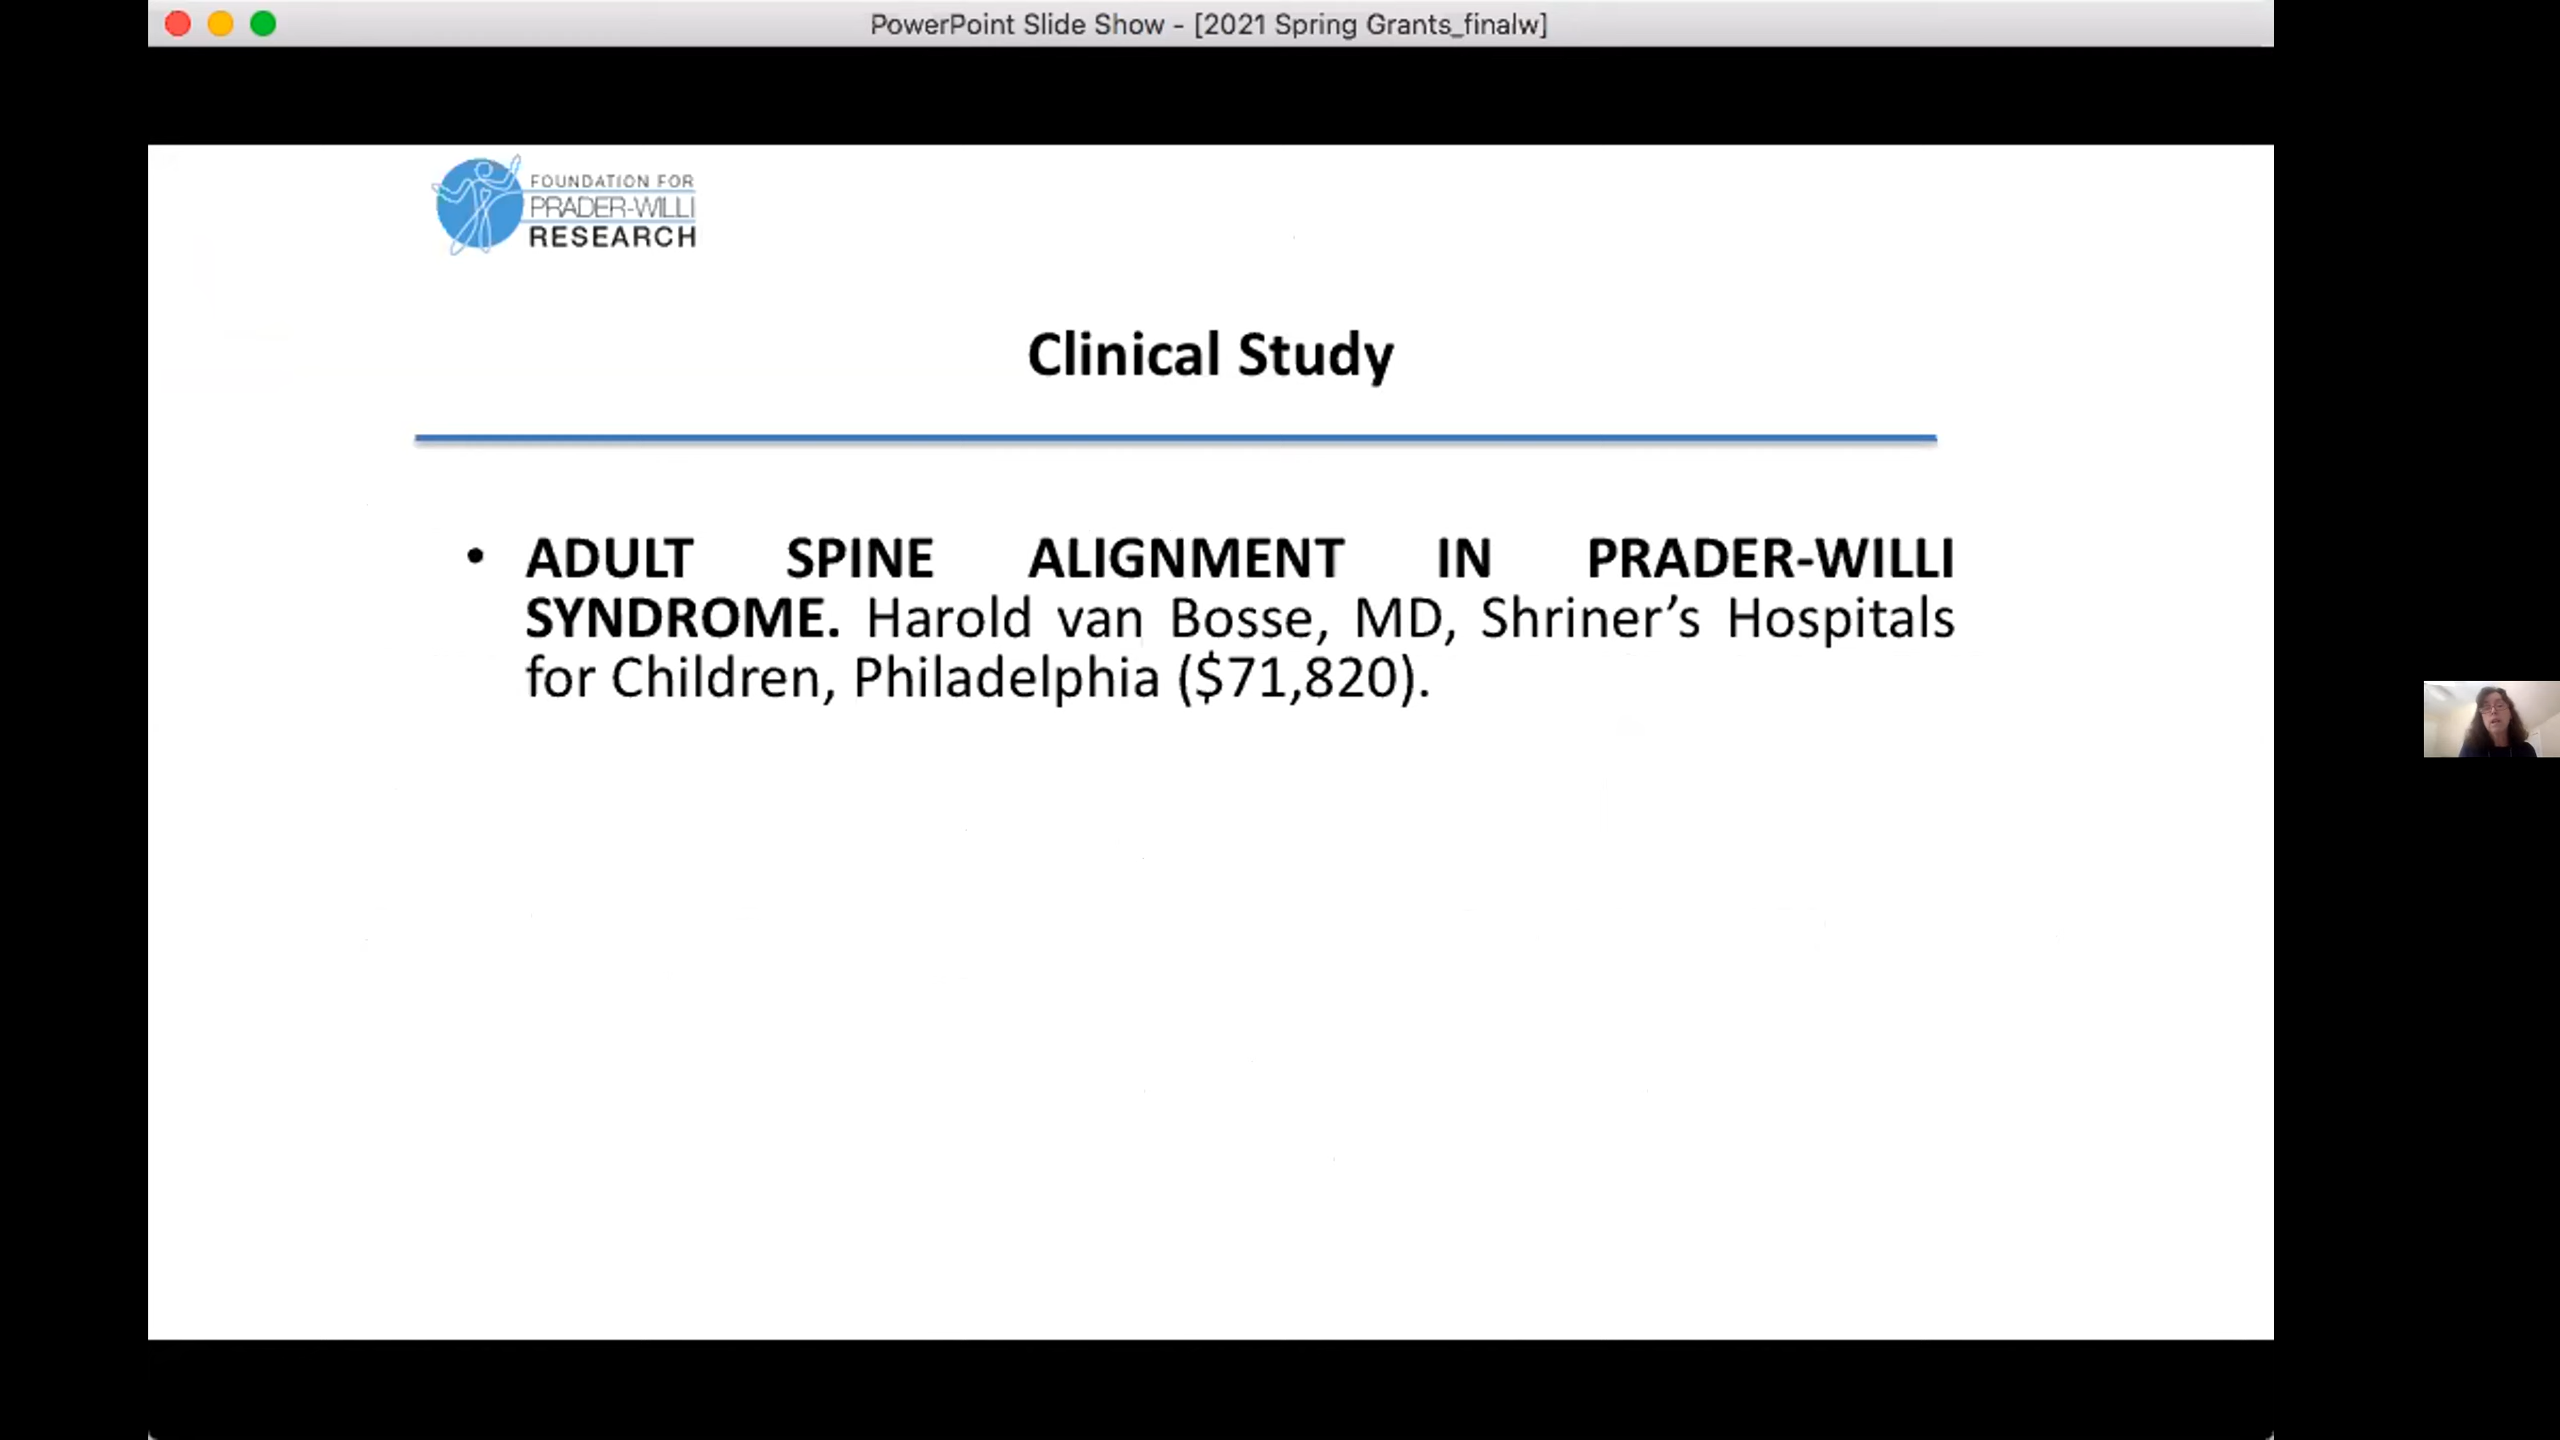 PowerPoint Slide Show - [2021 Spring Grants_finalw]
FOUNDATION FOR
PRADER-WILLI
RESEARCH
Clinical Study
• ADULT SPINE ALIGNMENT IN PRADER-WILLI
SYNDROME. Harold van Bosse, MD, Shriner’s Hospitals
for Children, Philadelphia ($71,820).